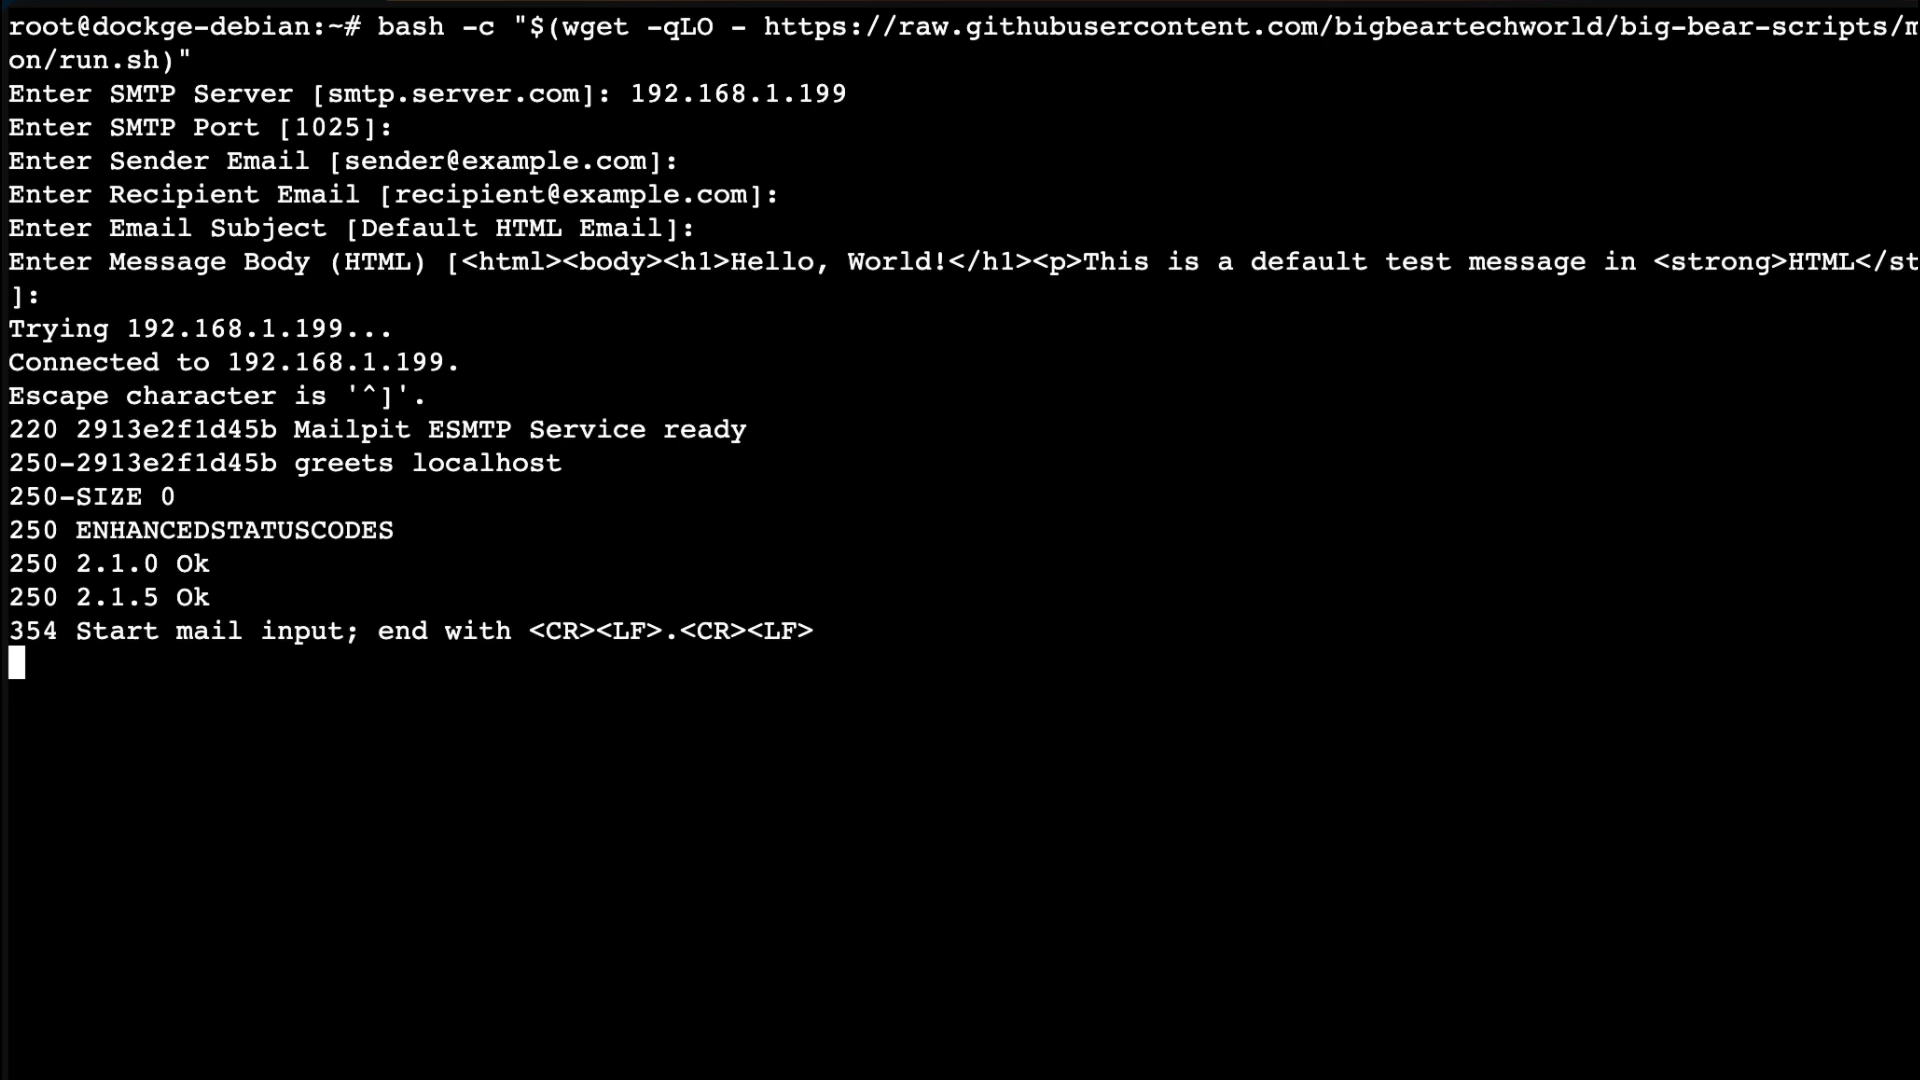 root@dockge-debian:~# bash -c "$(wget -qLO - https://raw.githubusercontent.com/bigbeartechworld/big-bear-scripts/m
on/run.sh)"
Enter SMTP Server [smtp.server.com]: 192.168.1.199
Enter SMTP Port [1025]:
Enter Sender Email [sender@example.com]:
Enter Recipient Email [recipient@example.com]:
Enter Email Subject [Default HTML Email]:
Enter Message Body (HTML) [<html><body><h1>Hello, World!</h1><p>This is a default test message in <strong>HTML</st
]:
Trying 192.168.1.199...
Connected to 192.168.1.199.
Escape character is '^]'.
220 2913e2f1d45b Mailpit ESMTP Service ready
250-2913e2f1d45b greets localhost
250-SIZE 0
250 ENHANCEDSTATUSCODES
250 2.1.0 Ok
250 2.1.5 Ok
354 Start mail input; end with <CR><LF>.<CR><LF>